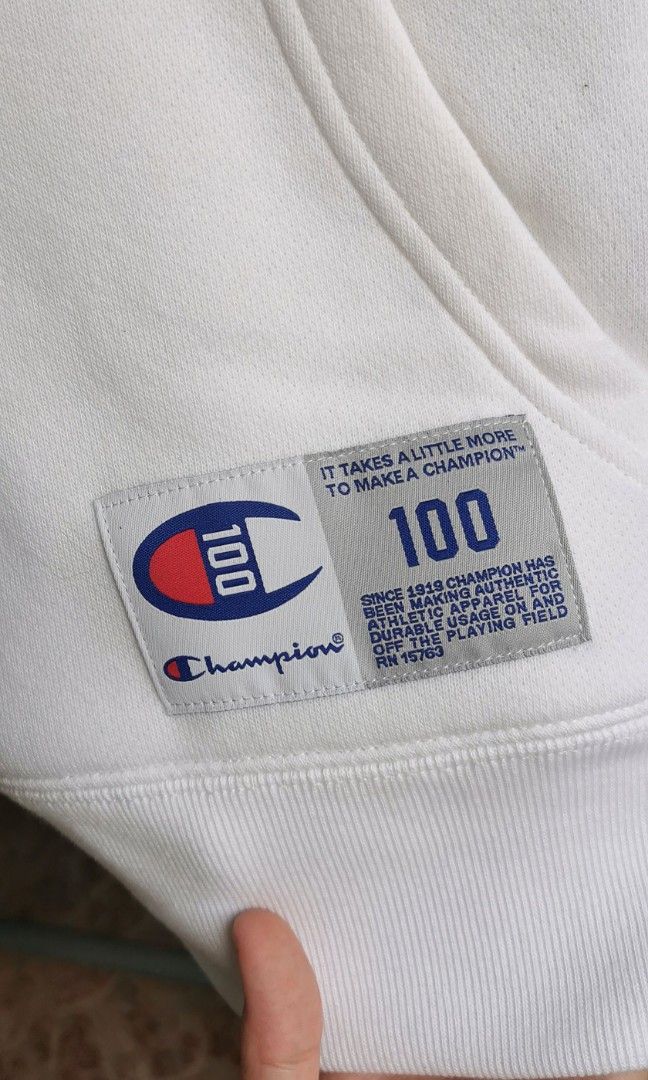 100
Champion®
IT TAKES A LITTLE MORE
TO MAKE A CHAMPION™
100
SINCE 1919 CHAMPION HAS
BEEN MAKING AUTHENTIC
ATHLETIC APPAREL FOR
DURABLE USAGE ON AND
OFF THE PLAYING FIELD
RN 15763